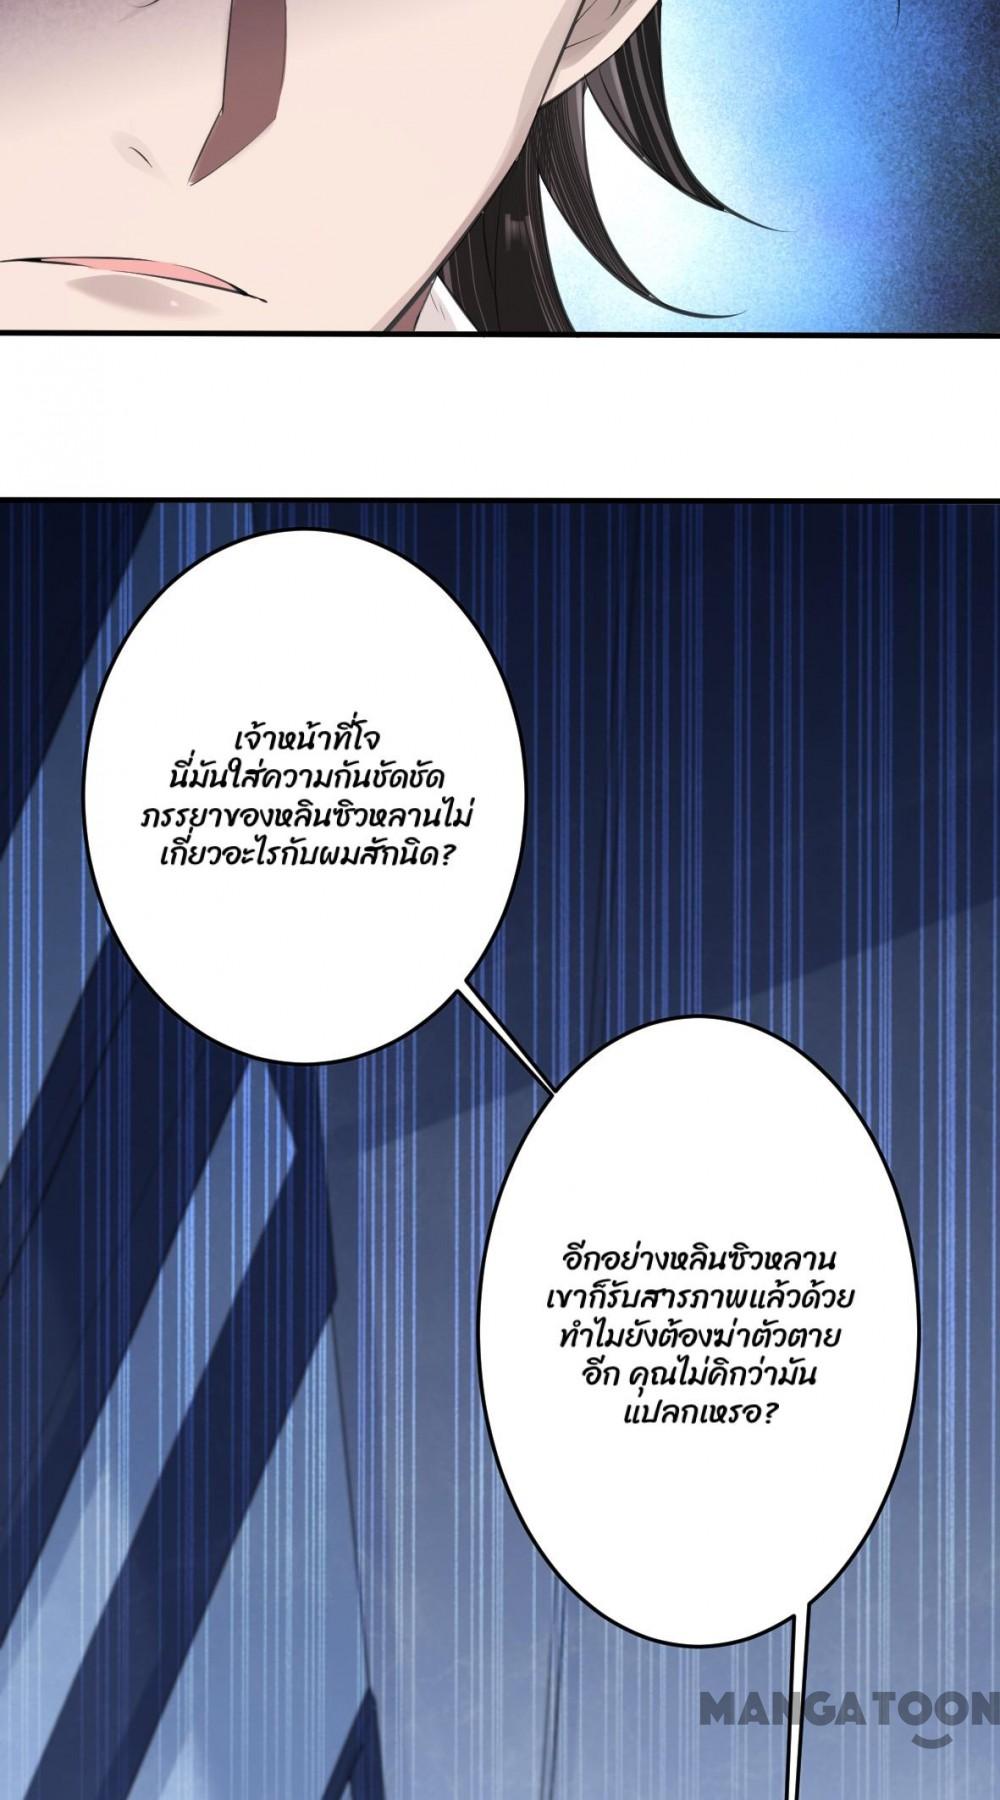 เจ้าหน้าที่โจ
นี่มันใส่ความกันชัดชัด
ภรรยาของหลินซิวหลานไม่
เกี่ยวอะไรกับผมสักนิด?
อีกอย่างหลินซิวหลาน
เขาก็รับสารภาพแล้วด้วย
ทำไมยังต้องฆ่าตัวตาย
อีก คุณไม่คิกว่ามัน
แปลกเหรอ?
MANGATOON